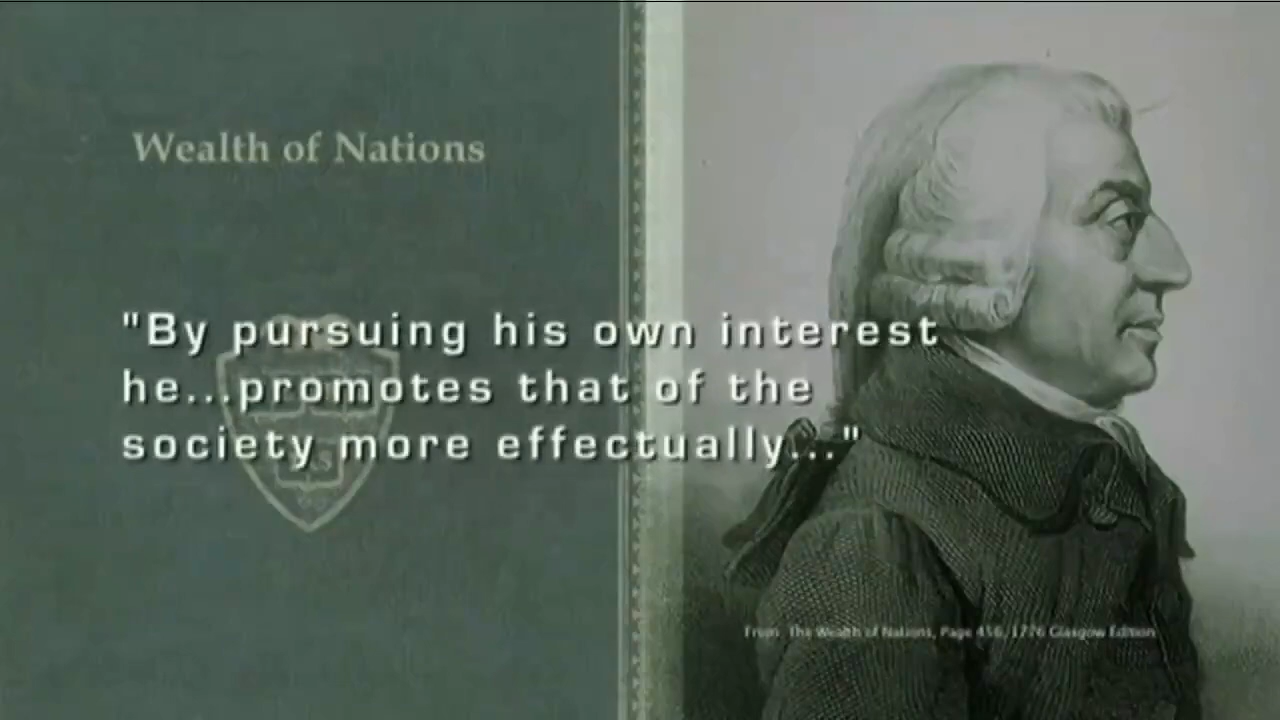 Wealth of Nations
"By pursuing his own interest
he...promotes that of the
society more effectually..."
From The Wealth of Nations, Page 456, 1776 Glasgow Edition